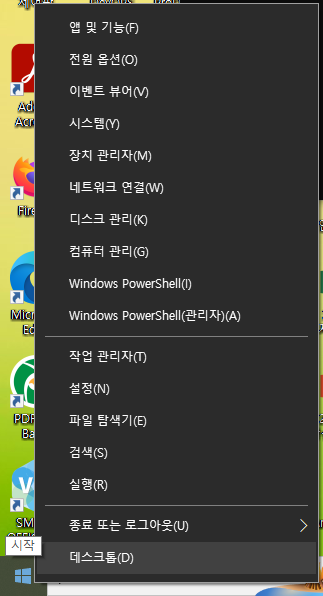 앱 및 기능(F)
전원 옵션(O)
이벤트 뷰어(V)
시스템(Y)
장치 관리자(M)
네트워크 연결(W)
디스크 관리(K)
컴퓨터 관리(G)
Windows PowerShell(I)
Windows PowerShell(관리자)(A)
작업 관리자(T)
설정(N)
파일 탐색기(E)
검색(S)
실행(R)
종료 또는 로그아웃(U)
시작
데스크톱(D)